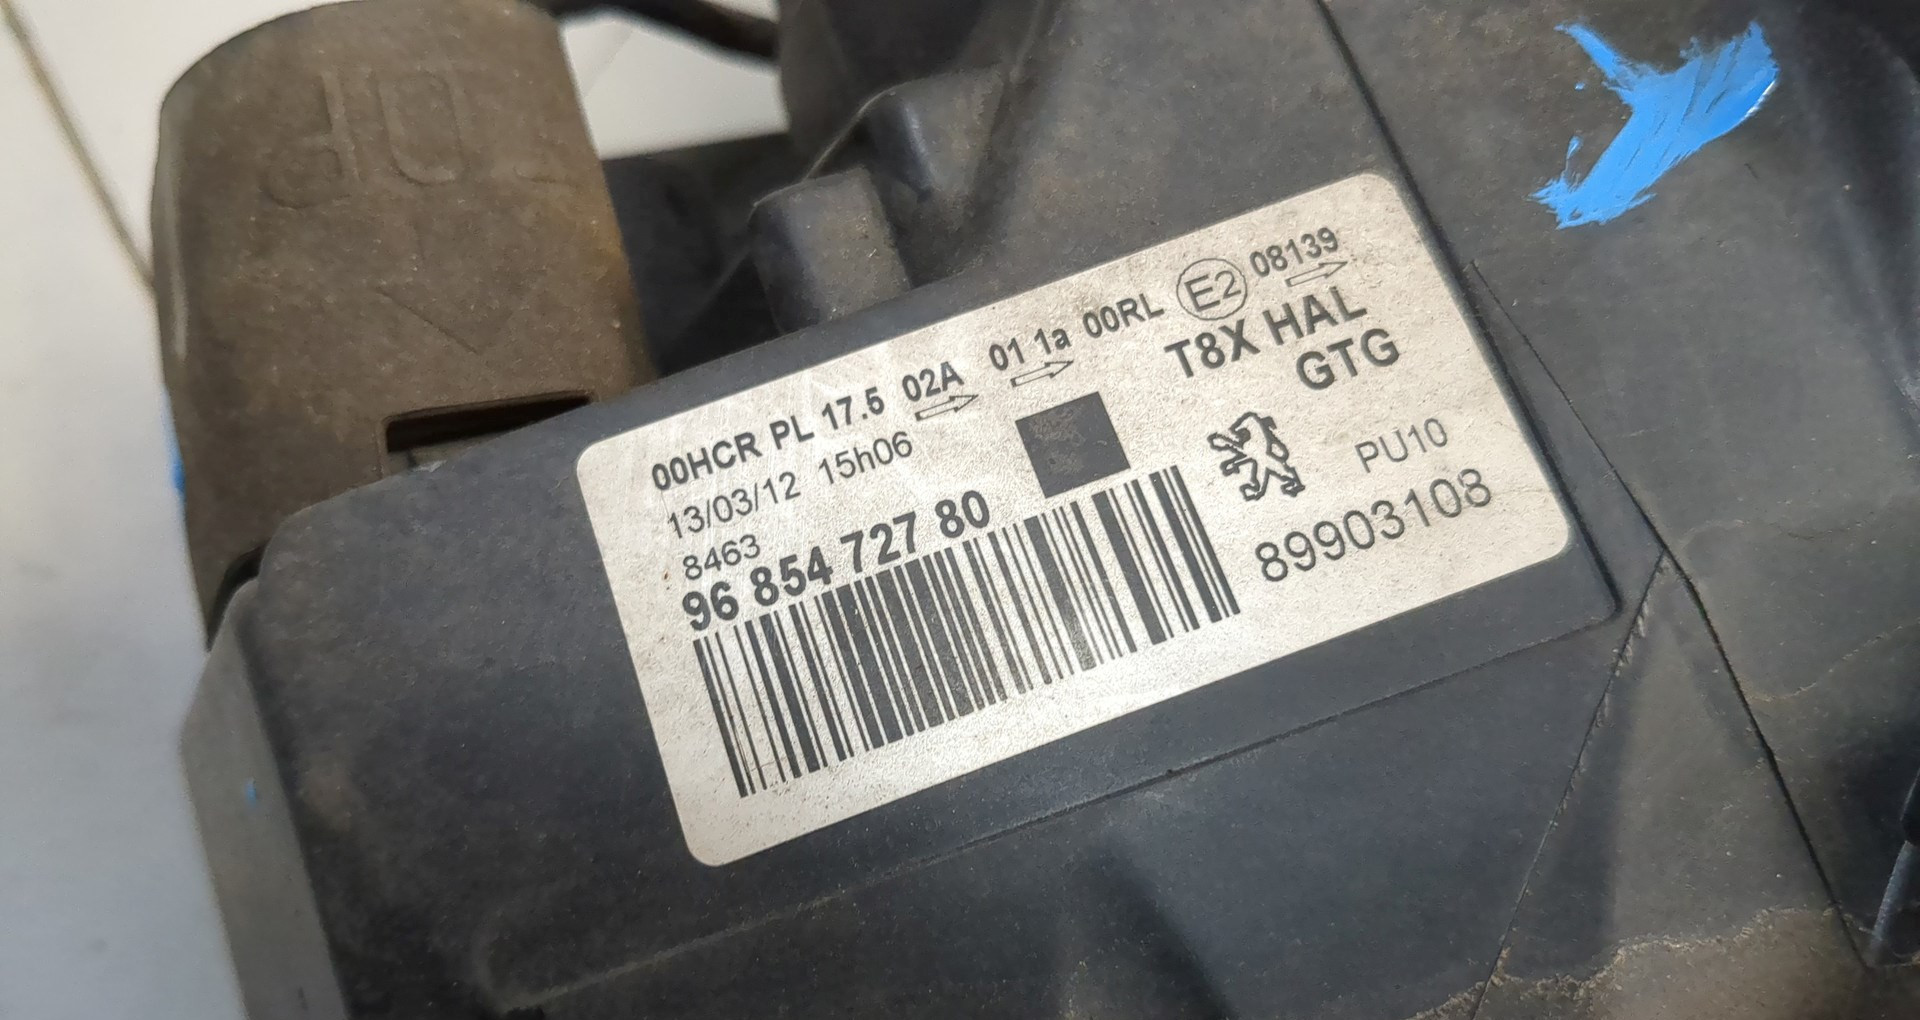 TOP
00HCR PL 17.5 02A 01 1a 00RL E2 08139
13/03/12 15h06
T8X HAL
GTG
8463
96 854 727 80
PU10
89903108